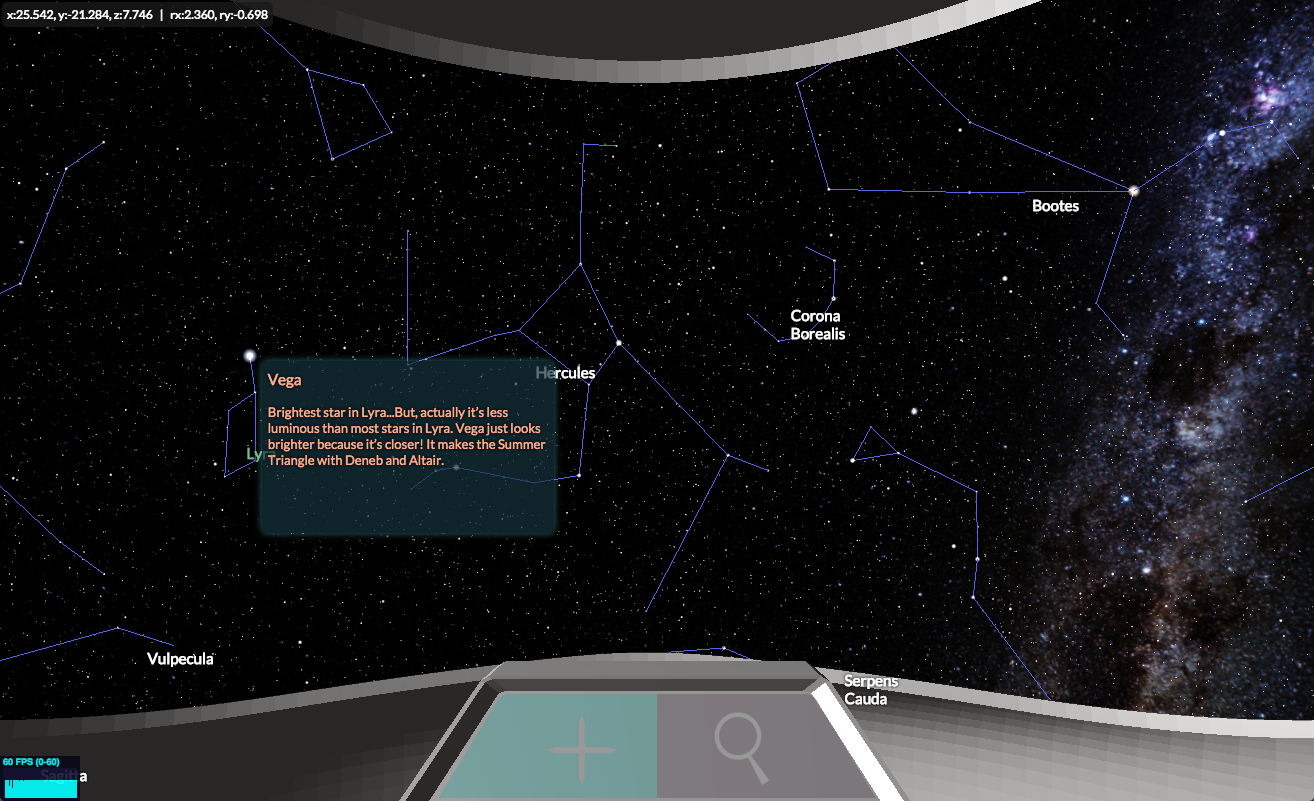 x:25.542, y:-21.284, z:7.746 | rx:2.360, ry:-0.698
Bootes
Corona
Borealis
Hercules
Vega
Brightest star in Lyra...But, actually it's less
luminous than most stars in Lyra. Vega just looks
brighter because it's closer! It makes the Summer
Triangle with Deneb and Altair.
Lyra
Vulpecula
Serpens
Cauda
60 FPS (0-60)
Sagitta